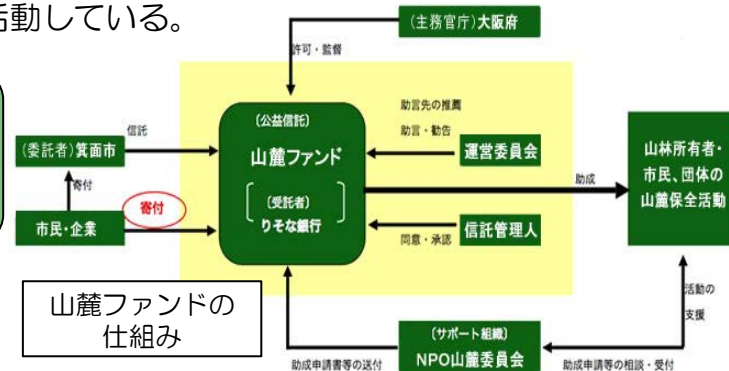 活動している。
(主務官庁)大阪府
許可・監督
(公益信託)
山麓ファンド
(受託者)
りそな銀行
(委託者)箕面市
信託
寄付
市民・企業
寄付
助言先の推薦
助言・勧告
運営委員会
信託管理人
同意・承認
助成
山林所有者・
市民、団体の
山麓保全活動
活動の
支援
(サポート組織)
NPO山麓委員会
助成申請書等の送付
助成申請等の相談・受付
山麓ファンドの
仕組み